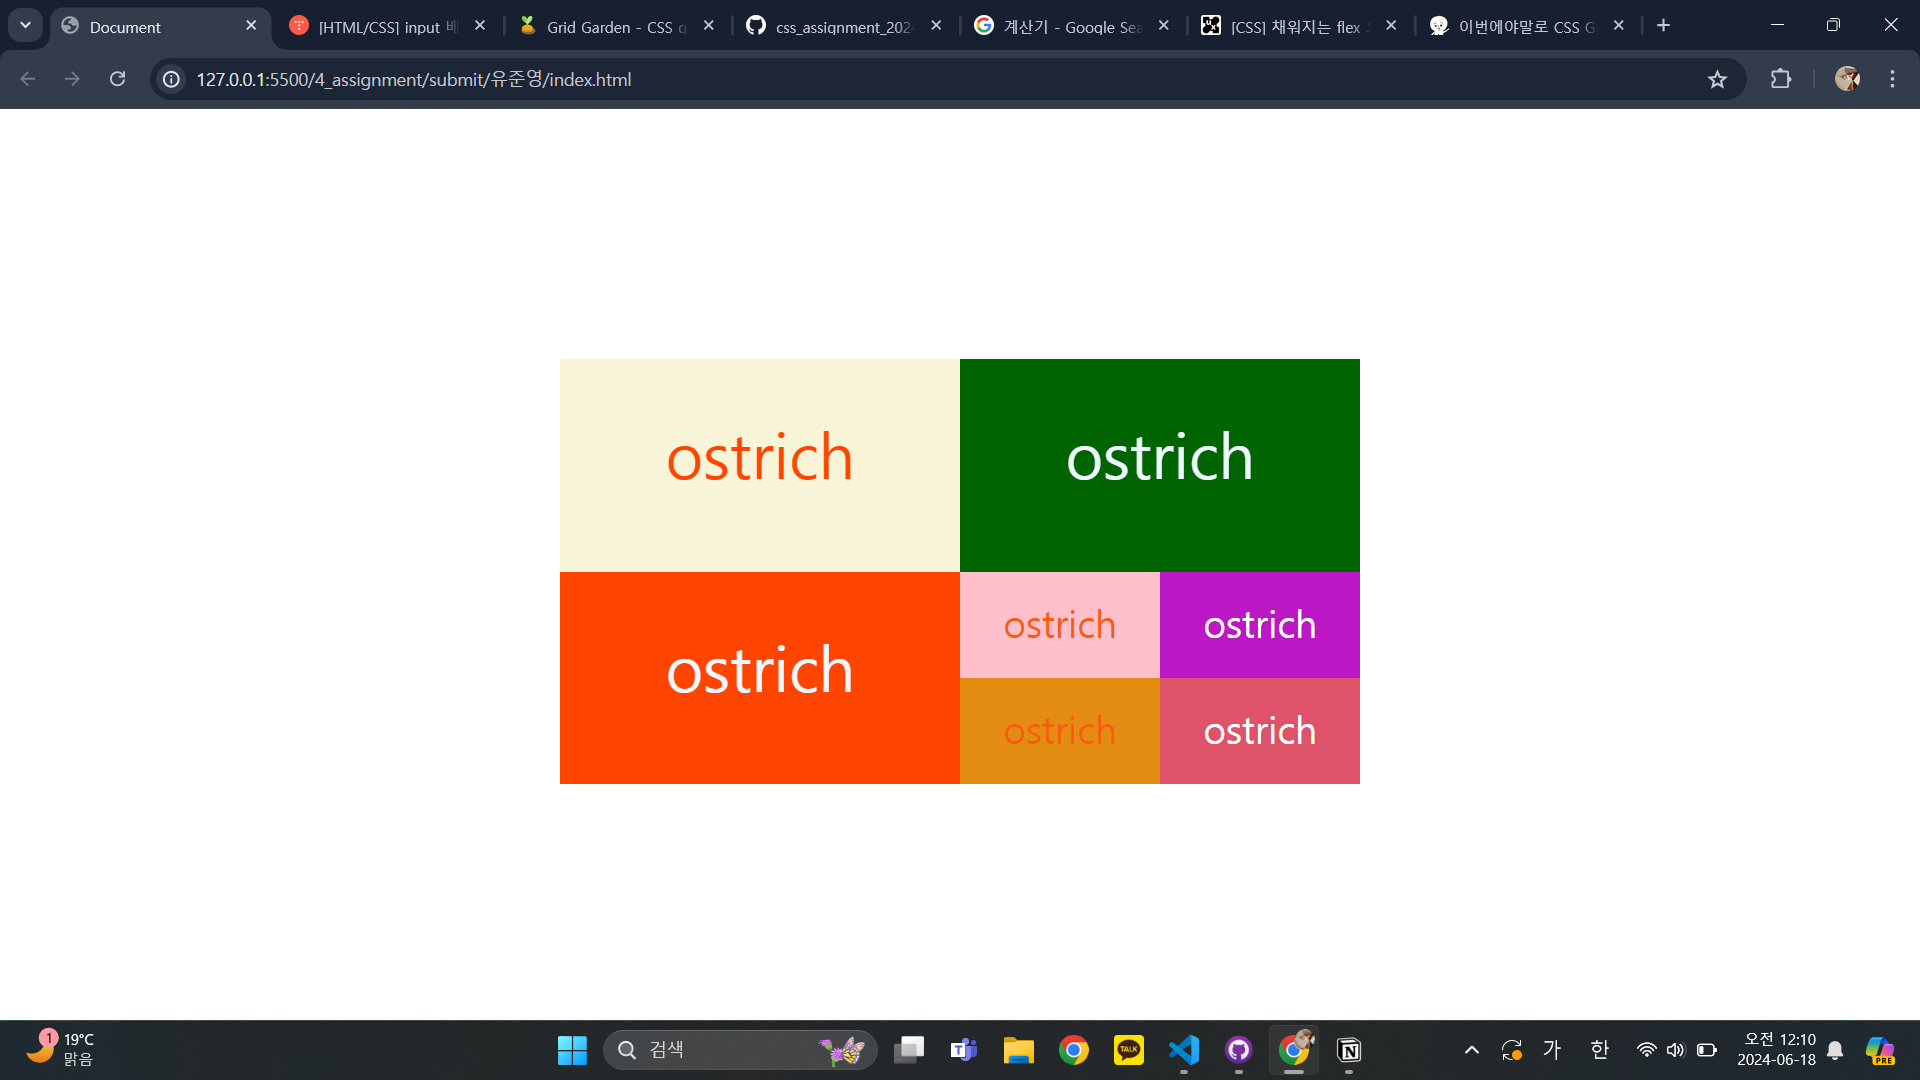 Document
[HTML/CSS] input 배
Grid Garden - CSS q
css_assignment_202
계산기 - Google Sea
[CSS] 채워지는 flex
이번에야말로 CSS G
127.0.0.1:5500/4_assignment/submit/유준영/index.html
ostrich
ostrich
ostrich
ostrich
ostrich
ostrich
ostrich
1
19°C
맑음
검색
T
TALK
N
PRE
가
한
오전 12:10
2024-06-18